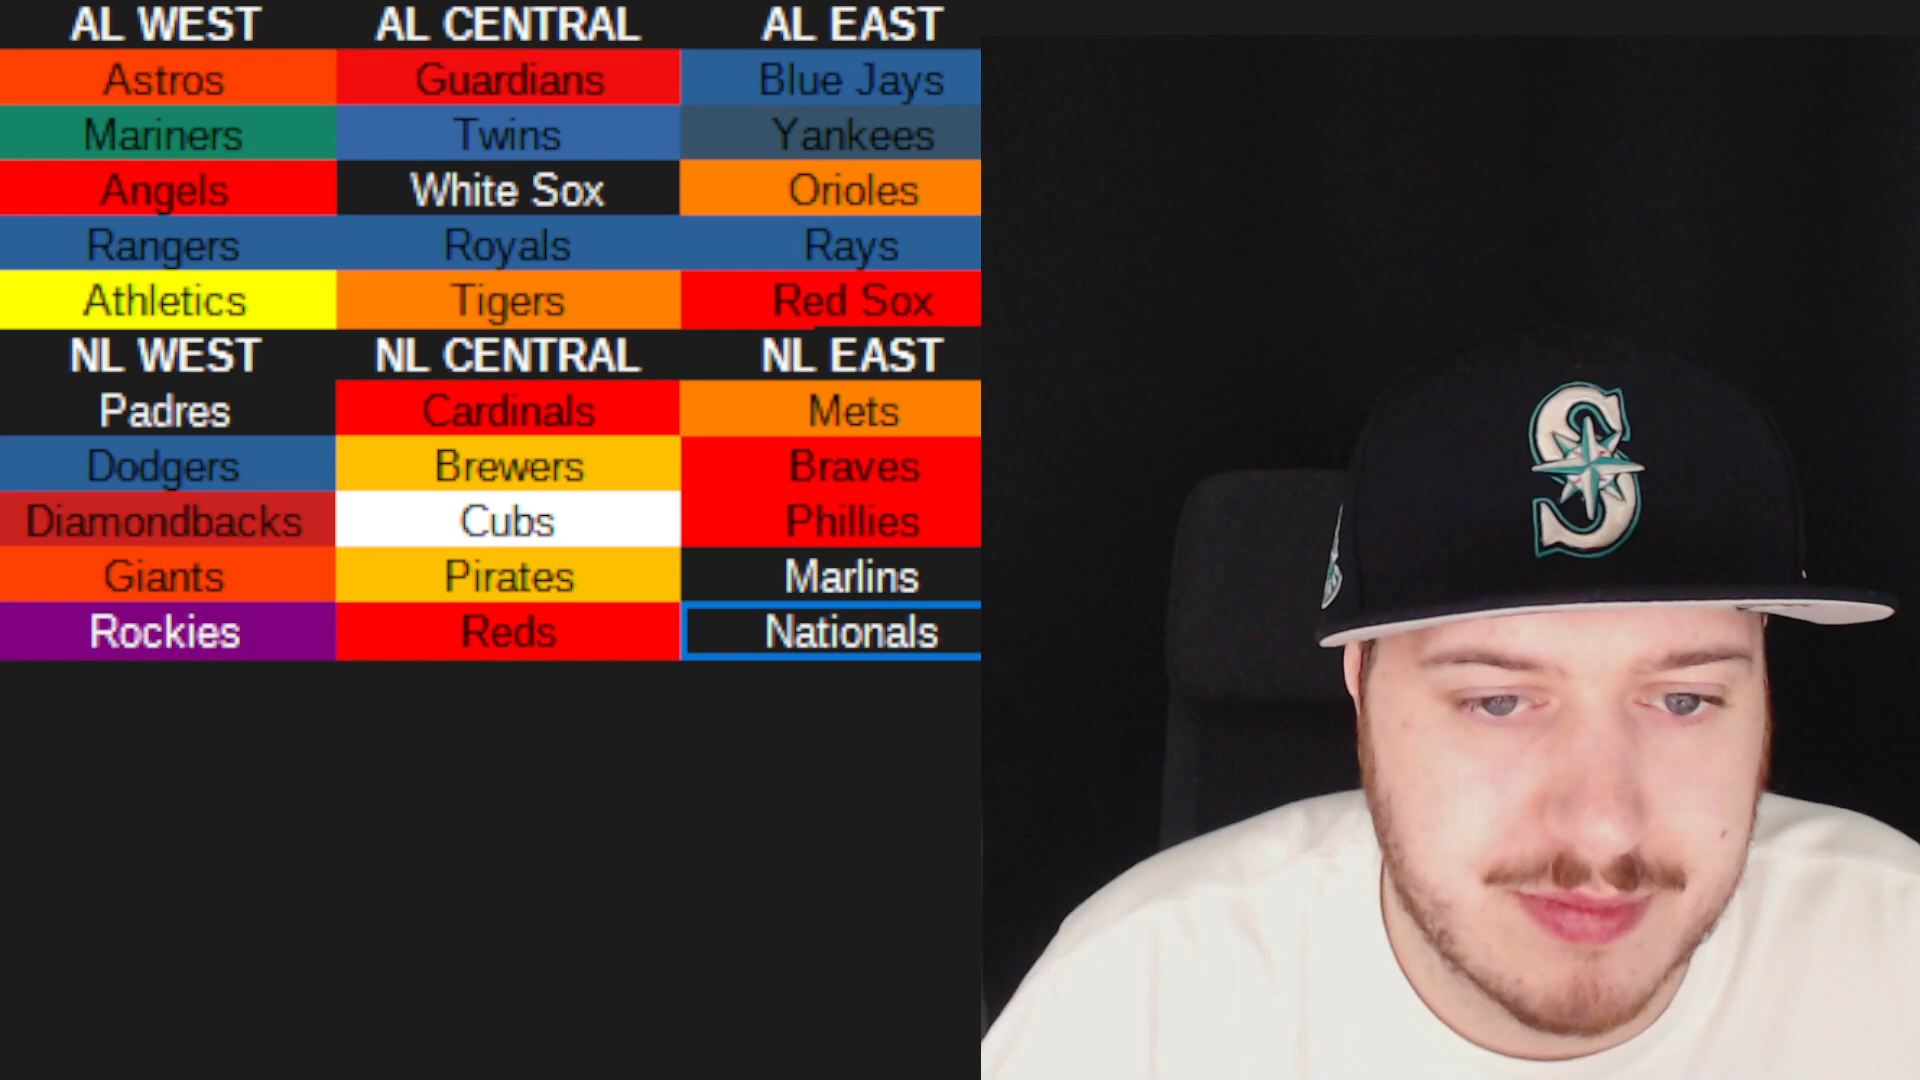 AL WEST AL CENTRAL AL EAST
Astros Guardians Blue Jays
Mariners Twins Yankees
Angels White Sox Orioles
Rangers Royals Rays
Athletics Tigers Red Sox
NL WEST NL CENTRAL NL EAST
Padres Cardinals Mets
Dodgers Brewers Braves
Diamondbacks Cubs Phillies
Giants Pirates Marlins
Rockies Reds Nationals
S